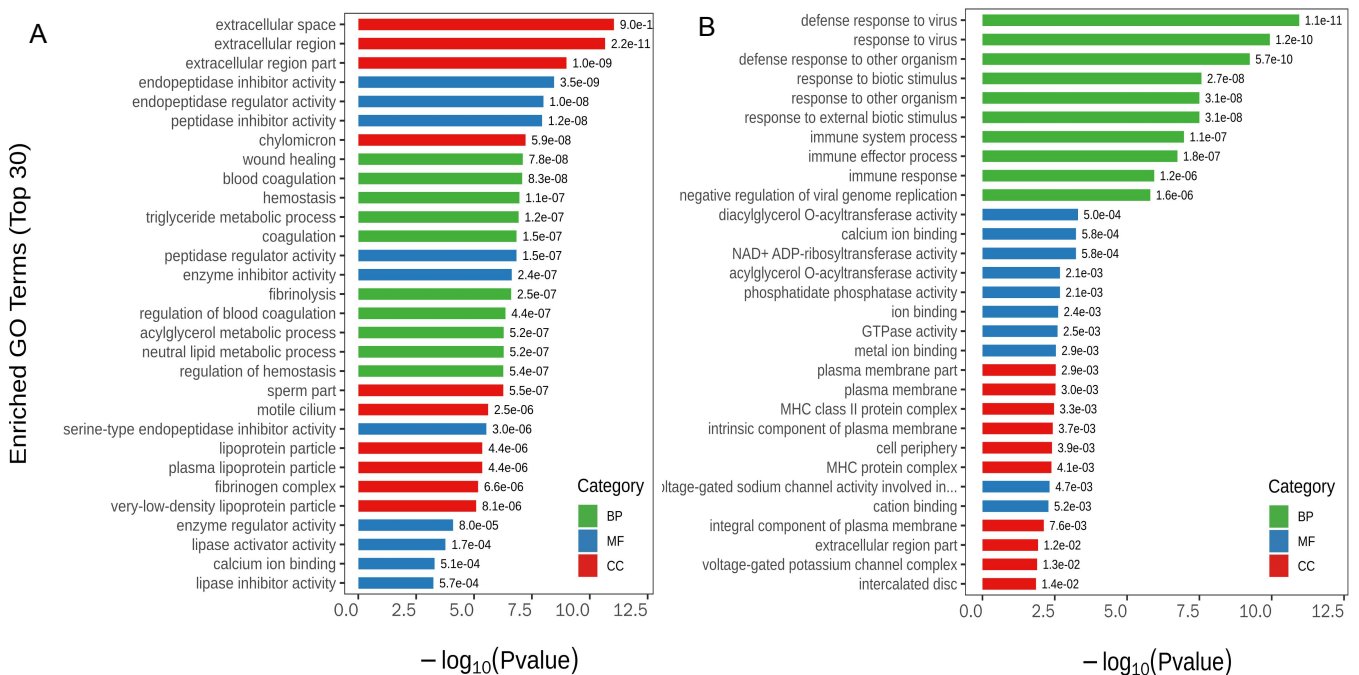 A
Enriched GO Terms (Top 30)
extracellular space 9.0e-1
extracellular region 2.2e-11
extracellular region part 1.0e-09
endopeptidase inhibitor activity 3.5e-09
endopeptidase regulator activity 1.0e-08
peptidase inhibitor activity 1.2e-08
chylomicron 5.9e-08
wound healing 7.8e-08
blood coagulation 8.3e-08
hemostasis 1.1e-07
triglyceride metabolic process 1.2e-07
coagulation 1.5e-07
peptidase regulator activity 1.5e-07
enzyme inhibitor activity 2.4e-07
fibrinolysis 2.5e-07
regulation of blood coagulation 4.4e-07
acylglycerol metabolic process 5.2e-07
neutral lipid metabolic process 5.2e-07
regulation of hemostasis 5.4e-07
sperm part 5.5e-07
motile cilium 2.5e-06
serine-type endopeptidase inhibitor activity 3.0e-06
lipoprotein particle 4.4e-06
plasma lipoprotein particle 4.4e-06
fibrinogen complex 6.6e-06
very-low-density lipoprotein particle 8.1e-06
enzyme regulator activity 8.0e-05
lipase activator activity 1.7e-04
calcium ion binding 5.1e-04
lipase inhibitor activity 5.7e-04
Category
BP
MF
CC
0.0 2.5 5.0 7.5 10.0 12.5
−log10(Pvalue)
B
defense response to virus 1.1e-11
response to virus 1.2e-10
defense response to other organism 5.7e-10
response to biotic stimulus 2.7e-08
response to other organism 3.1e-08
response to external biotic stimulus 3.1e-08
immune system process 1.1e-07
immune effector process 1.8e-07
immune response 1.2e-06
negative regulation of viral genome replication 1.6e-06
diacylglycerol O-acyltransferase activity 5.0e-04
calcium ion binding 5.8e-04
NAD+ ADP-ribosyltransferase activity 5.8e-04
acylglycerol O-acyltransferase activity 2.1e-03
phosphatidate phosphatase activity 2.1e-03
ion binding 2.4e-03
GTPase activity 2.5e-03
metal ion binding 2.9e-03
plasma membrane part 2.9e-03
plasma membrane 3.0e-03
MHC class II protein complex 3.3e-03
intrinsic component of plasma membrane 3.7e-03
cell periphery 3.9e-03
MHC protein complex 4.1e-03
oltage-gated sodium channel activity involved in... 4.7e-03
cation binding 5.2e-03
integral component of plasma membrane 7.6e-03
extracellular region part 1.2e-02
voltage-gated potassium channel complex 1.3e-02
intercalated disc 1.4e-02
Category
BP
MF
CC
0.0 2.5 5.0 7.5 10.0 12.5
−log10(Pvalue)